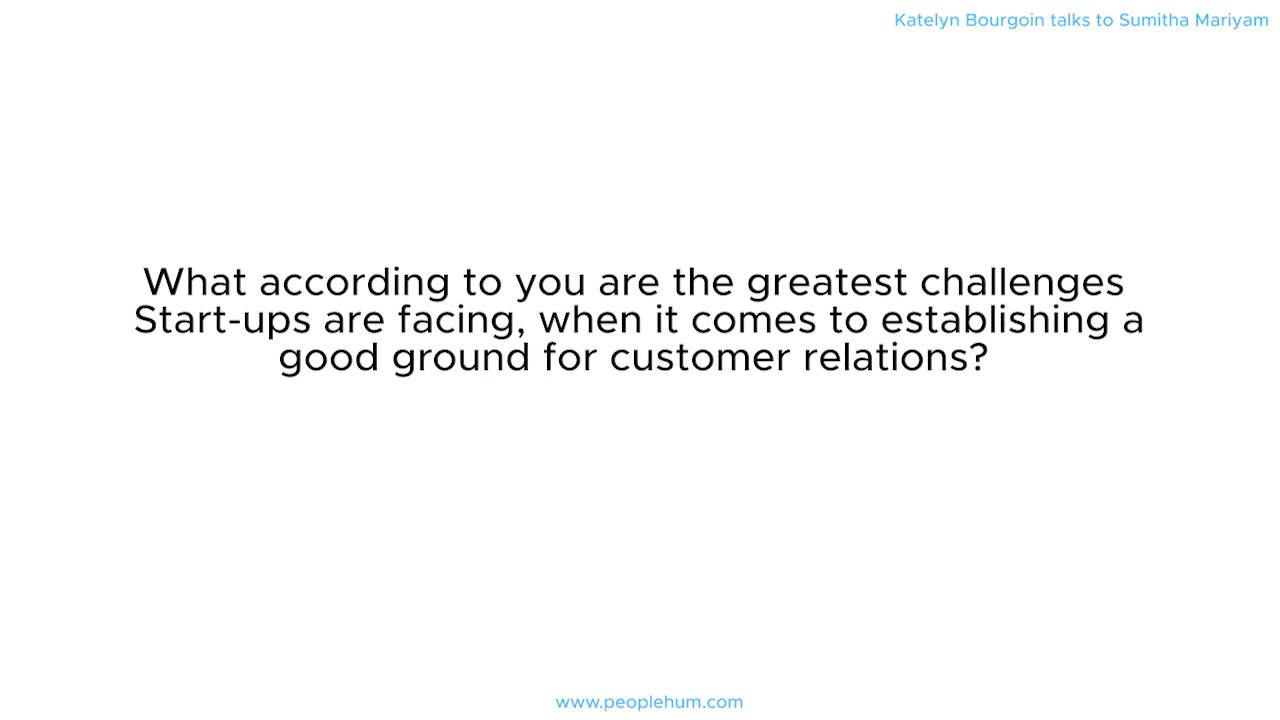 Katelyn Bourgoin talks to Sumitha Mariyam
What according to you are the greatest challenges
Start-ups are facing, when it comes to establishing a
good ground for customer relations?
www.peoplehum.com